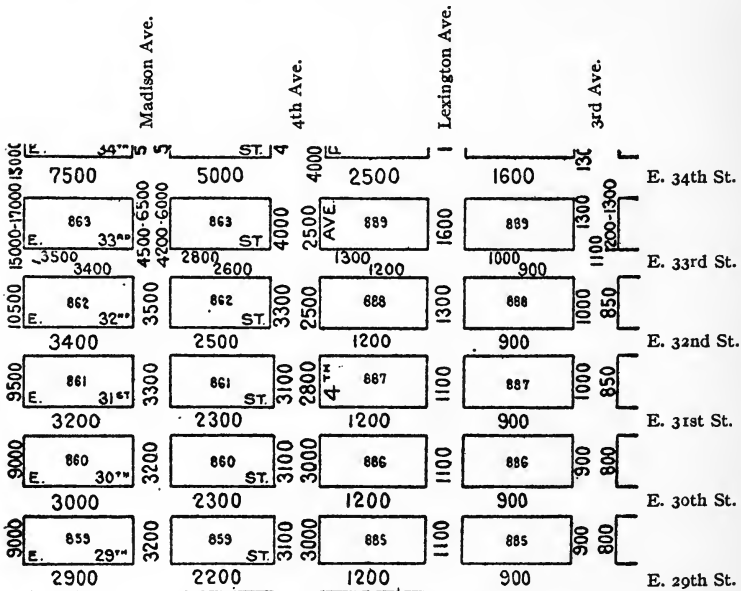 Madison Ave. 4th Ave. Lexington Ave. 3rd Ave.
E. 34TH ST. 4000 1
7500 5000 2500 1600 E. 34th St.
15000-17000 863 4500-6500 4200-6000 863 4000 2500 AVE. 889 1600 889 1300 1100 1200-1300
E. 33RD ST
3500 2800 1300 1000 E. 33rd St.
3400 2600 1200 900
10500 862 3500 862 3300 2500 888 1300 888 1000 850
E. 32ND ST.
3400 2500 1200 900 E. 32nd St.
9500 861 3300 861 3100 2800 4TH 887 1100 887 1000 850
E. 31ST ST.
3200 2300 1200 900 E. 31st St.
9000 860 3200 860 3100 3000 886 1100 886 900 800
E. 30TH ST.
3000 2300 1200 900 E. 30th St.
9000 859 3200 859 3100 3000 885 1100 885 900 800
E. 29TH ST.
2900 2200 1200 900 E. 29th St.